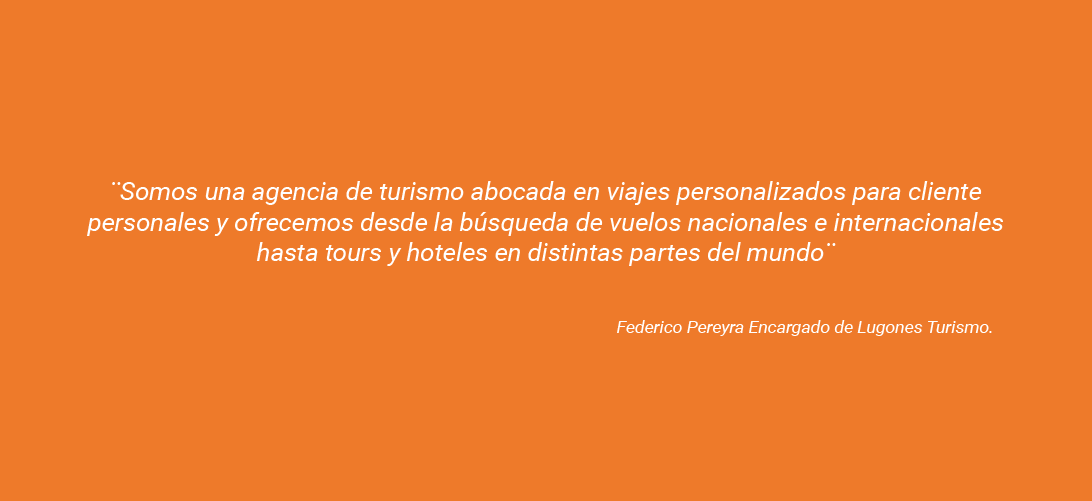 ¨Somos una agencia de turismo abocada en viajes personalizados para cliente
personales y ofrecemos desde la búsqueda de vuelos nacionales e internacionales
hasta tours y hoteles en distintas partes del mundo¨
Federico Pereyra Encargado de Lugones Turismo.